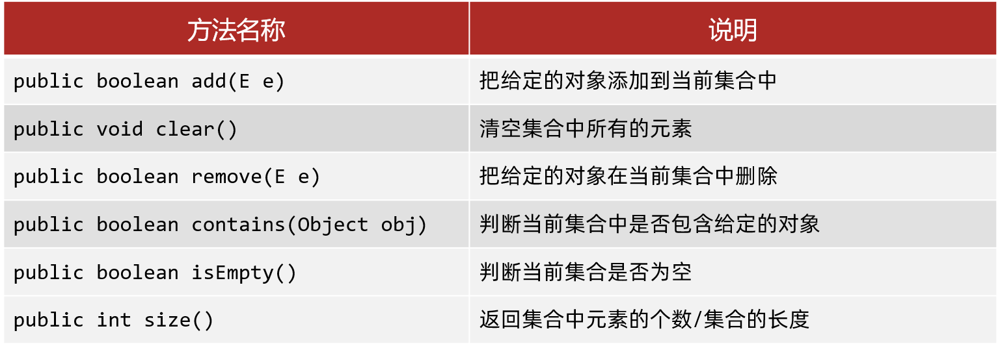 方法名称 说明
public boolean add(E e) 把给定的对象添加到当前集合中
public void clear() 清空集合中所有的元素
public boolean remove(E e) 把给定的对象在当前集合中删除
public boolean contains(Object obj) 判断当前集合中是否包含给定的对象
public boolean isEmpty() 判断当前集合是否为空
public int size() 返回集合中元素的个数/集合的长度